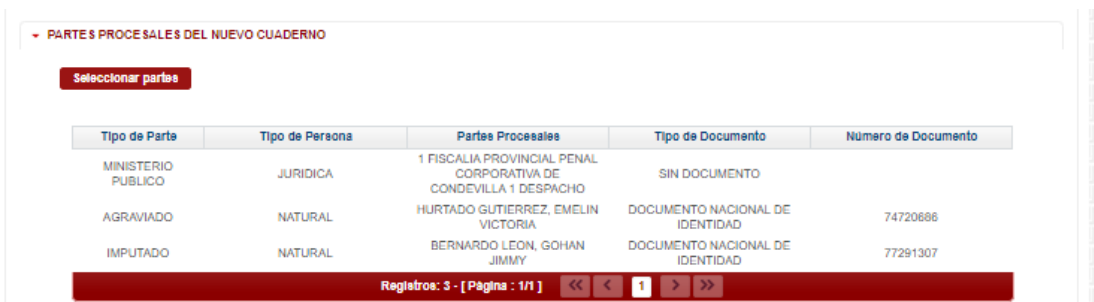 PARTES PROCESALES DEL NUEVO CUADERNO
Seleccionar partes
Tipo de Parte Tipo de Persona Partes Procesales Tipo de Documento Número de Documento
MINISTERIO PUBLICO JURIDICA 1 FISCALIA PROVINCIAL PENAL CORPORATIVA DE CONDEVILLA 1 DESPACHO SIN DOCUMENTO
AGRAVIADO NATURAL HURTADO GUTIERREZ, EMELIN VICTORIA DOCUMENTO NACIONAL DE IDENTIDAD 74720686
IMPUTADO NATURAL BERNARDO LEON, GOHAN JIMMY DOCUMENTO NACIONAL DE IDENTIDAD 77291307
Registros: 3 - [ Página : 1/1 ] << < 1 > >>